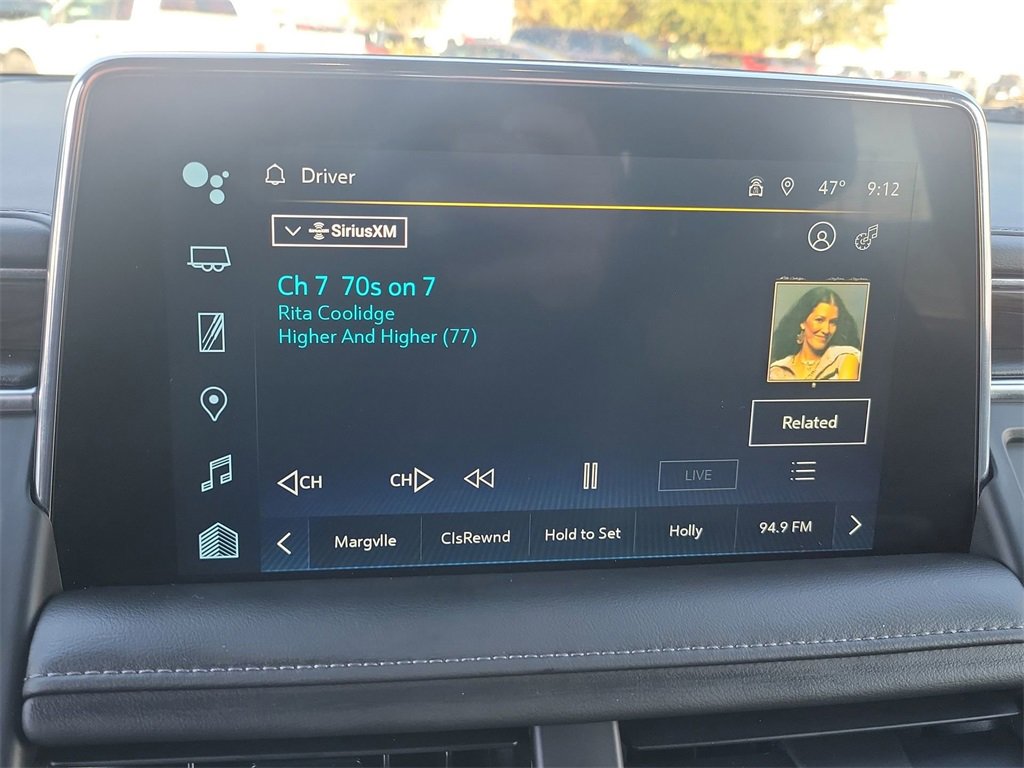 Driver
47° 9:12
SiriusXM
Ch 7 70s on 7
Rita Coolidge
Higher And Higher (77)
Related
CH CH LIVE
Margvlle ClsRewnd Hold to Set Holly 94.9 FM